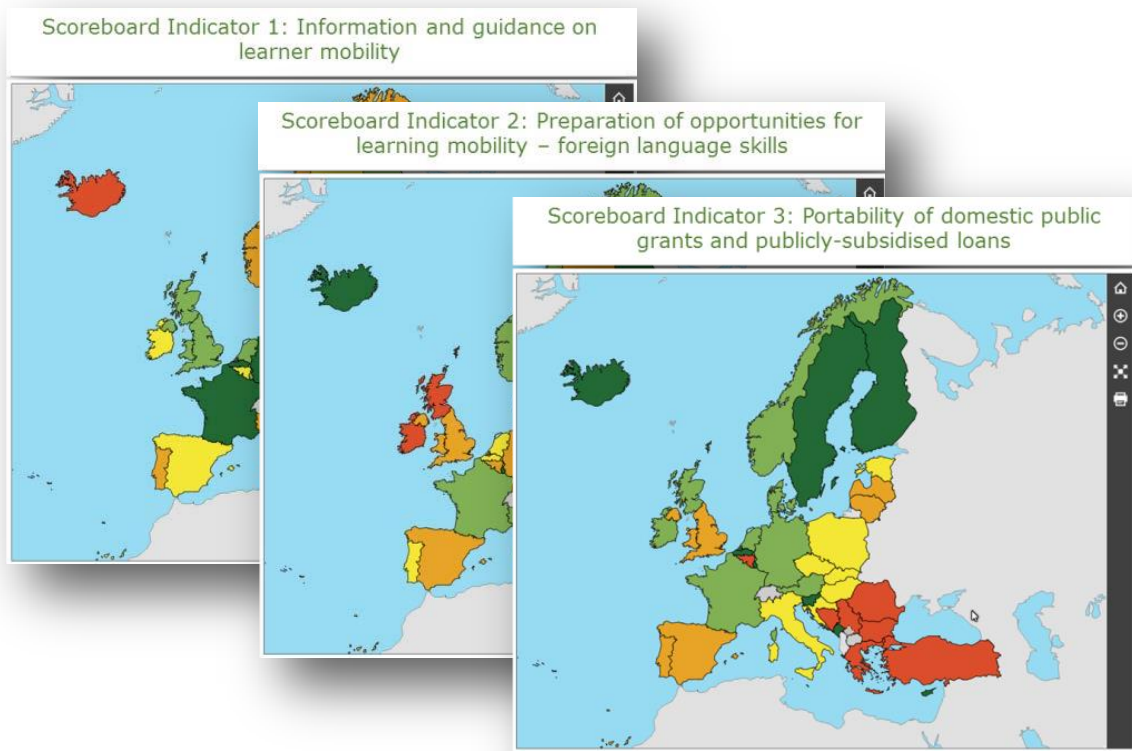 Scoreboard Indicator 1: Information and guidance on
learner mobility
Scoreboard Indicator 2: Preparation of opportunities for
learning mobility – foreign language skills
Scoreboard Indicator 3: Portability of domestic public
grants and publicly-subsidised loans